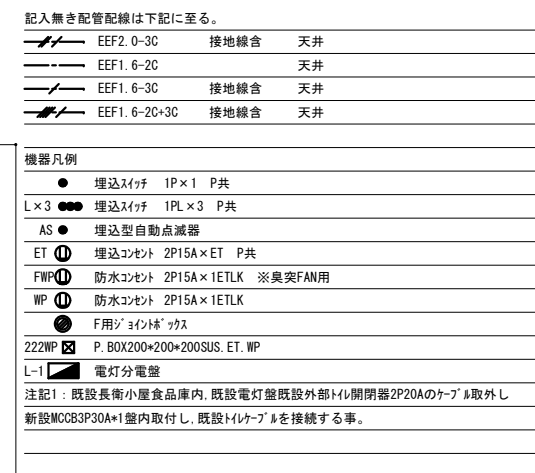 記入無き配管配線は下記に至る。
EEF2.0-3C 接地線含 天井
EEF1.6-2C 天井
EEF1.6-3C 接地線含 天井
EEF1.6-2C+3C 接地線含 天井
機器凡例
埋込スイッチ 1P×1 P共
L×3 埋込スイッチ 1PL×3 P共
AS 埋込型自動点滅器
ET 埋込コンセント 2P15A×ET P共
FWP 防水コンセント 2P15A×1ETLK ※臭突FAN用
WP 防水コンセント 2P15A×1ETLK
F用ジョイントボックス
222WP P.BOX200*200*200SUS.ET.WP
L-1 電灯分電盤
注記1：既設長衛小屋食品庫内,既設電灯盤既設外部トイレ開閉器2P20Aのケーブル取外し
新設MCCB3P30A*1盤内取付し,既設トイレケーブルを接続する事。